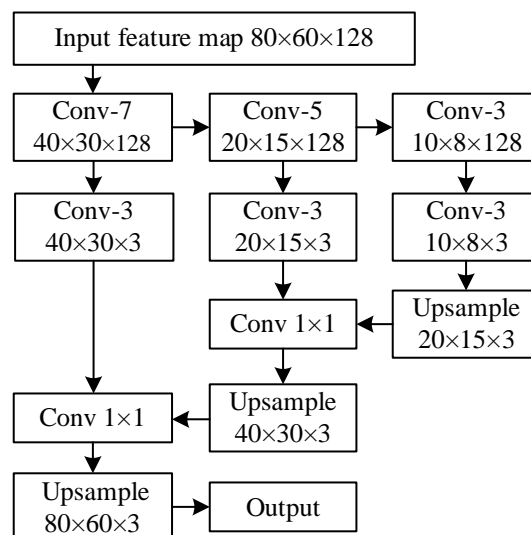 Input feature map 80×60×128
Conv-7
40×30×128
Conv-5
20×15×128
Conv-3
10×8×128
Conv-3
40×30×3
Conv-3
20×15×3
Conv-3
10×8×3
Conv 1×1
Upsample
20×15×3
Conv 1×1
Upsample
40×30×3
Upsample
80×60×3
Output